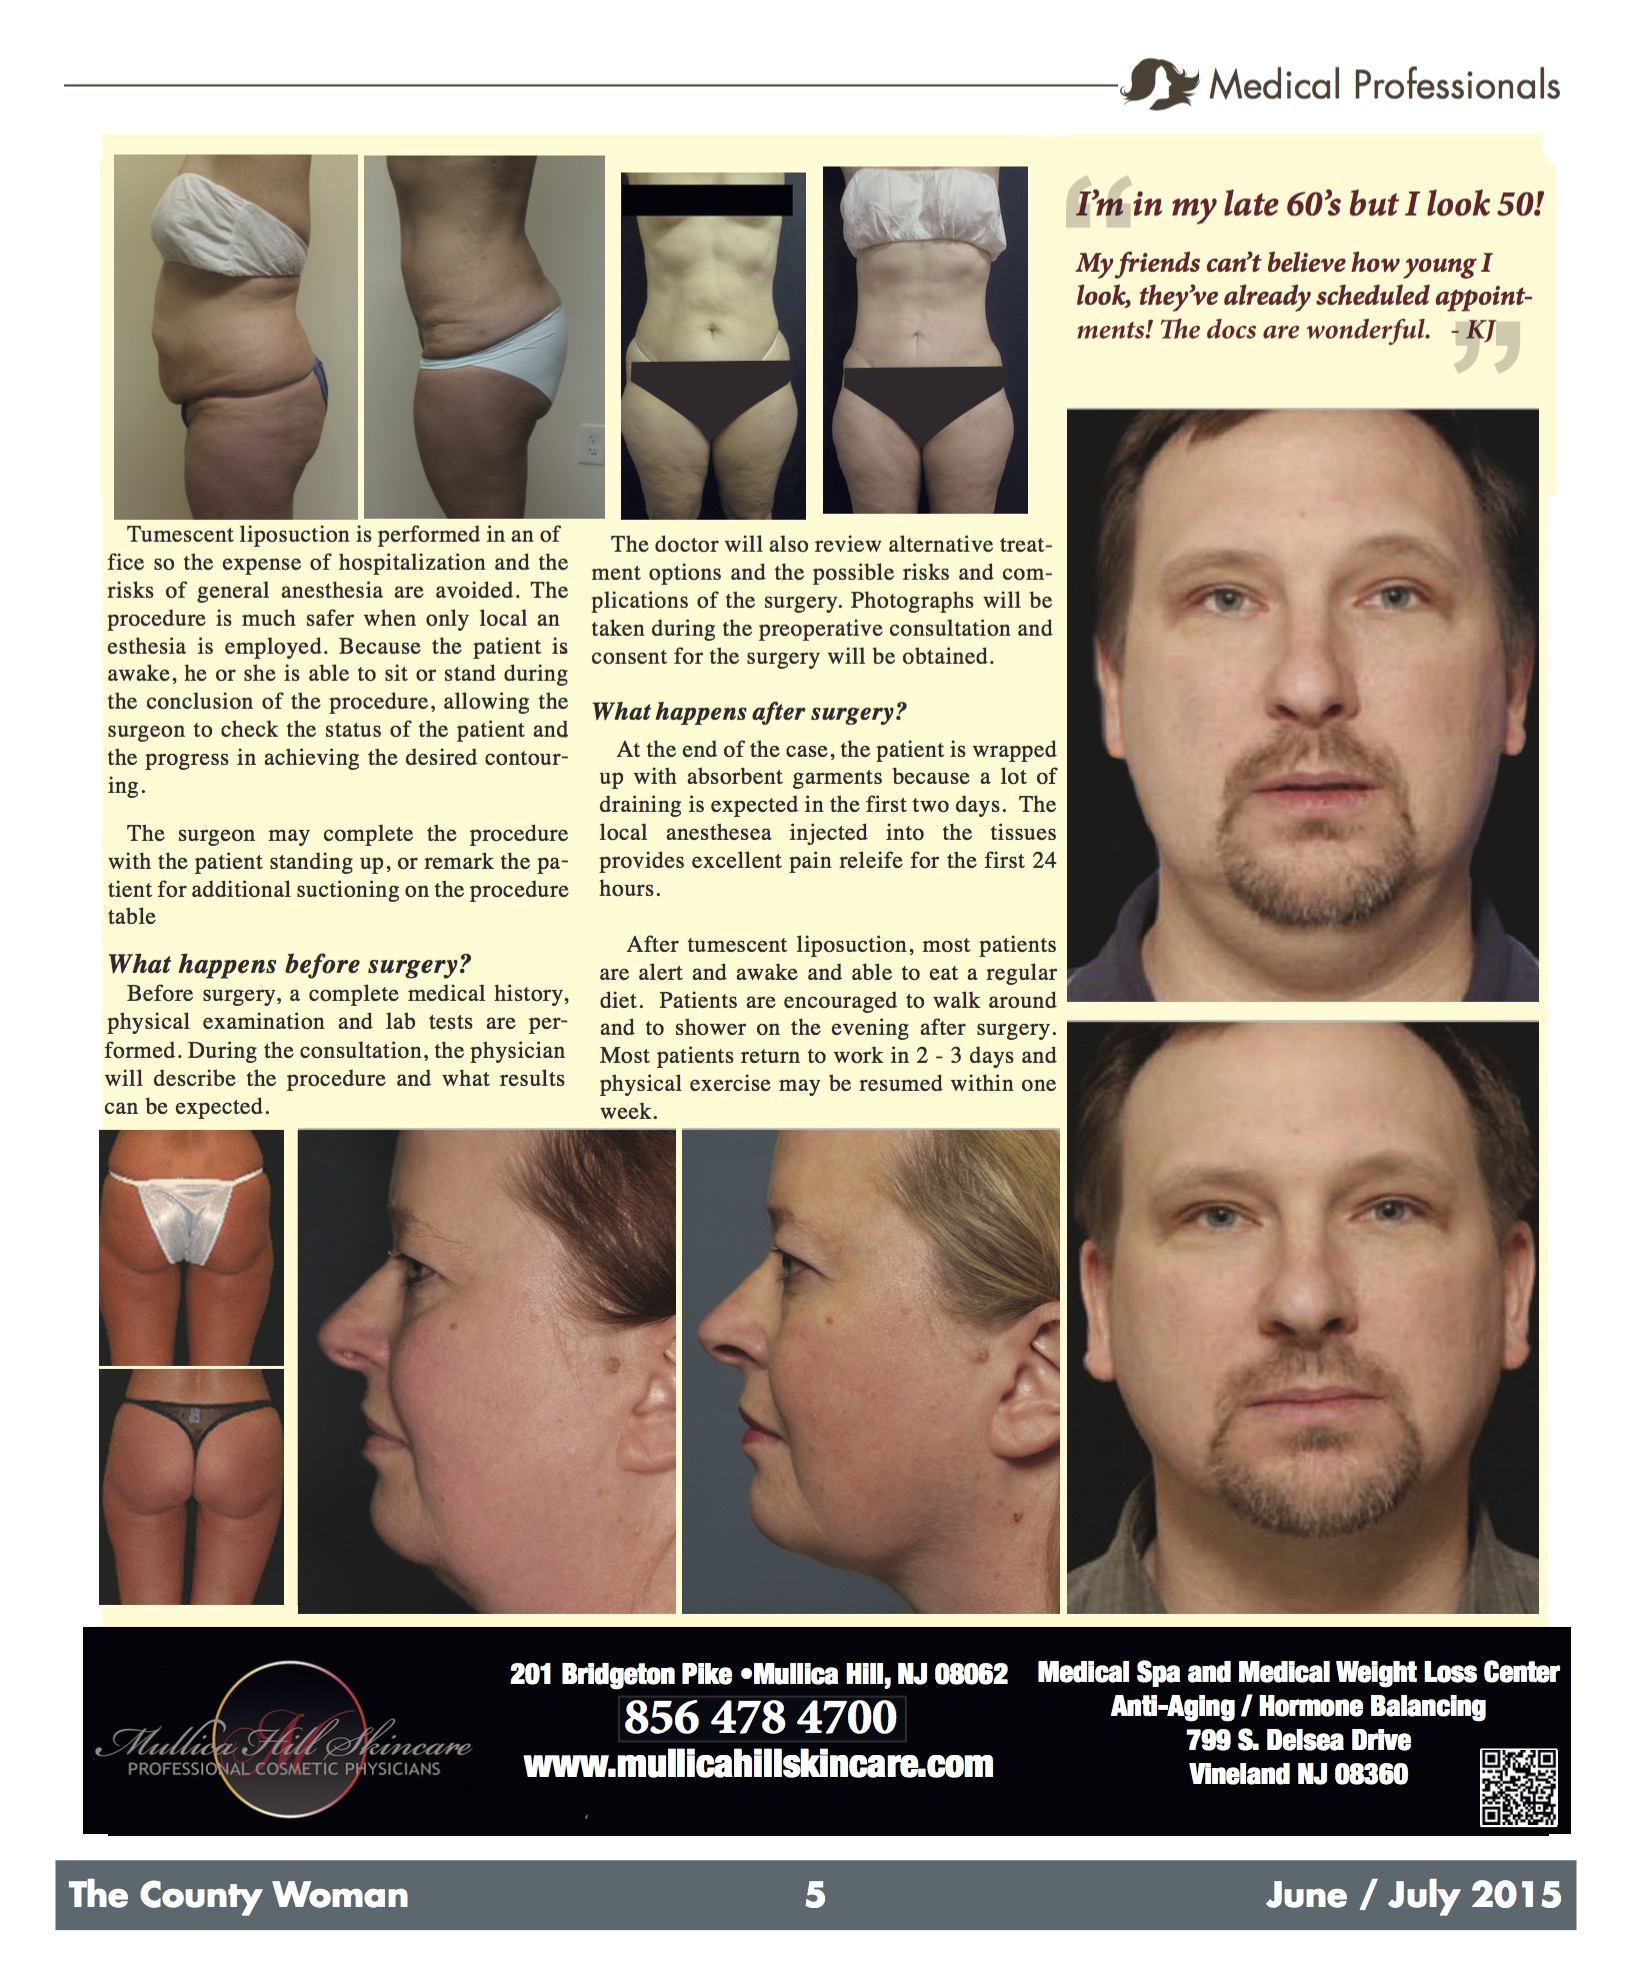 Medical Professionals
I'm in my late 60's but I look 50!
My friends can't believe how young I
look, they've already scheduled appoint-
ments! The docs are wonderful. - KJ
Tumescent liposuction is performed in an of
fice so the expense of hospitalization and the
risks of general anesthesia are avoided. The
procedure is much safer when only local an
esthesia is employed. Because the patient is
awake, he or she is able to sit or stand during
the conclusion of the procedure, allowing the
surgeon to check the status of the patient and
the progress in achieving the desired contour-
ing.
The surgeon may complete the procedure
with the patient standing up, or remark the pa-
tient for additional suctioning on the procedure
table
What happens before surgery?
Before surgery, a complete medical history,
physical examination and lab tests are per-
formed. During the consultation, the physician
will describe the procedure and what results
can be expected.
The doctor will also review alternative treat-
ment options and the possible risks and com-
plications of the surgery. Photographs will be
taken during the preoperative consultation and
consent for the surgery will be obtained.
What happens after surgery?
At the end of the case, the patient is wrapped
up with absorbent garments because a lot of
draining is expected in the first two days. The
local anesthesea injected into the tissues
provides excellent pain releife for the first 24
hours.
After tumescent liposuction, most patients
are alert and awake and able to eat a regular
diet. Patients are encouraged to walk around
and to shower on the evening after surgery.
Most patients return to work in 2 - 3 days and
physical exercise may be resumed within one
week.
Mullica Hill Skincare
PROFESSIONAL COSMETIC PHYSICIANS
201 Bridgeton Pike •Mullica Hill, NJ 08062
856 478 4700
www.mullicahillskincare.com
Medical Spa and Medical Weight Loss Center
Anti-Aging / Hormone Balancing
799 S. Delsea Drive
Vineland NJ 08360
The County Woman
5
June / July 2015